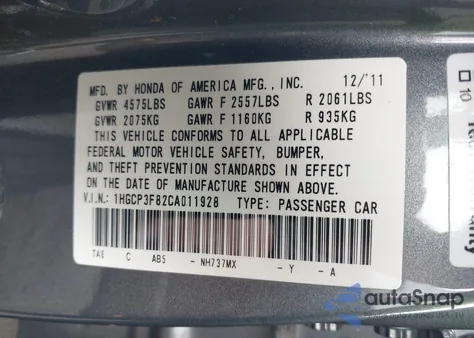 MFD. BY HONDA OF AMERICA MFG., INC. 12/'11
GVWR 4575LBS GAWR F 2557LBS R 2061LBS
GVWR 2075KG GAWR F 1160KG R 935KG
THIS VEHICLE CONFORMS TO ALL APPLICABLE
FEDERAL MOTOR VEHICLE SAFETY, BUMPER,
AND THEFT PREVENTION STANDARDS IN EFFECT
ON THE DATE OF MANUFACTURE SHOWN ABOVE.
V.I.N.: 1HGCP3F82CA011928 TYPE: PASSENGER CAR
TAE C AB5 - NH737MX - Y - A
10
autoSnap